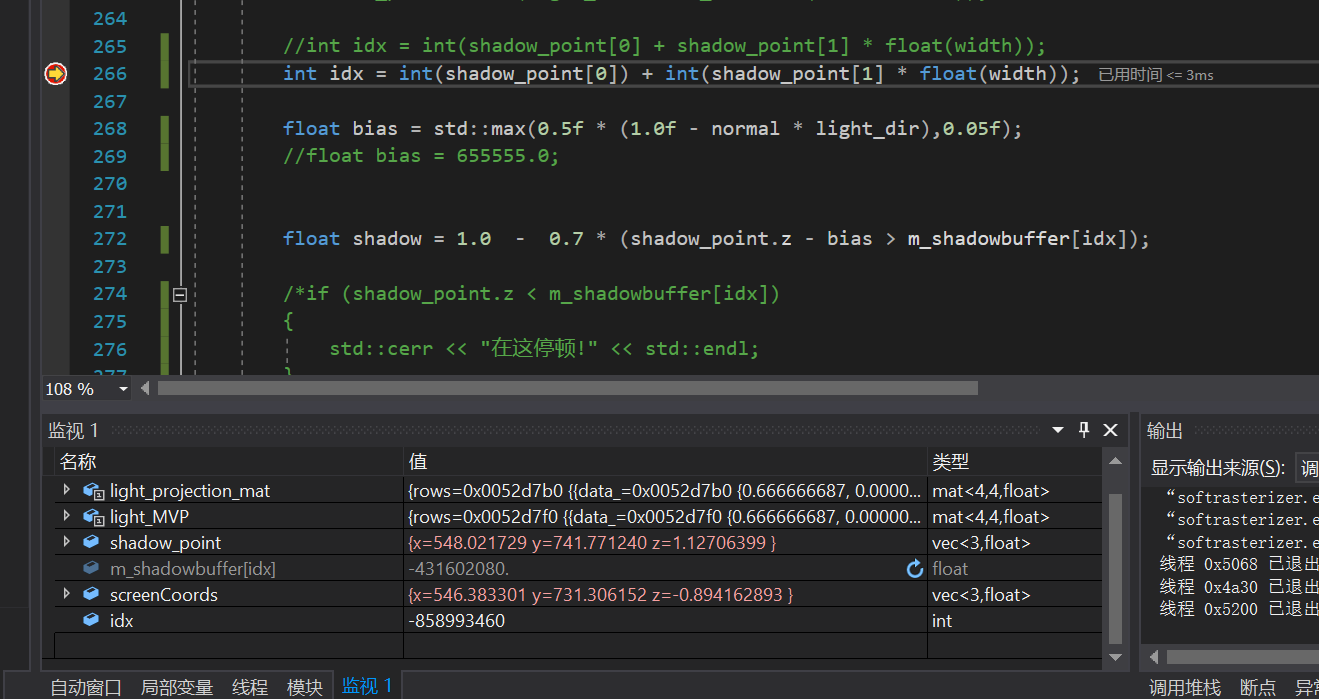 264
265 //int idx = int(shadow_point[0] + shadow_point[1] * float(width));
266 int idx = int(shadow_point[0]) + int(shadow_point[1] * float(width)); 已用时间 <= 3ms
267
268 float bias = std::max(0.5f * (1.0f - normal * light_dir),0.05f);
269 //float bias = 655555.0;
270
271
272 float shadow = 1.0 - 0.7 * (shadow_point.z - bias > m_shadowbuffer[idx]);
273
274 /*if (shadow_point.z < m_shadowbuffer[idx])
275 {
276 std::cerr << "在这停顿!" << std::endl;
108 %
监视 1
名称 值 类型
light_projection_mat {rows=0x0052d7b0 {{data_=0x0052d7b0 {0.666666687, 0.0000... mat<4,4,float>
light_MVP {rows=0x0052d7f0 {{data_=0x0052d7f0 {0.666666687, 0.00000... mat<4,4,float>
shadow_point {x=548.021729 y=741.771240 z=1.12706399 } vec<3,float>
m_shadowbuffer[idx] -431602080. float
screenCoords {x=546.383301 y=731.306152 z=-0.894162893 } vec<3,float>
idx -858993460 int
自动窗口 局部变量 线程 模块 监视 1
输出
显示输出来源(S): 调
“softrasterizer.e
“softrasterizer.e
“softrasterizer.e
线程 0x5068 已退出
线程 0x4a30 已退出
线程 0x5200 已退出
调用堆栈 断点 异常